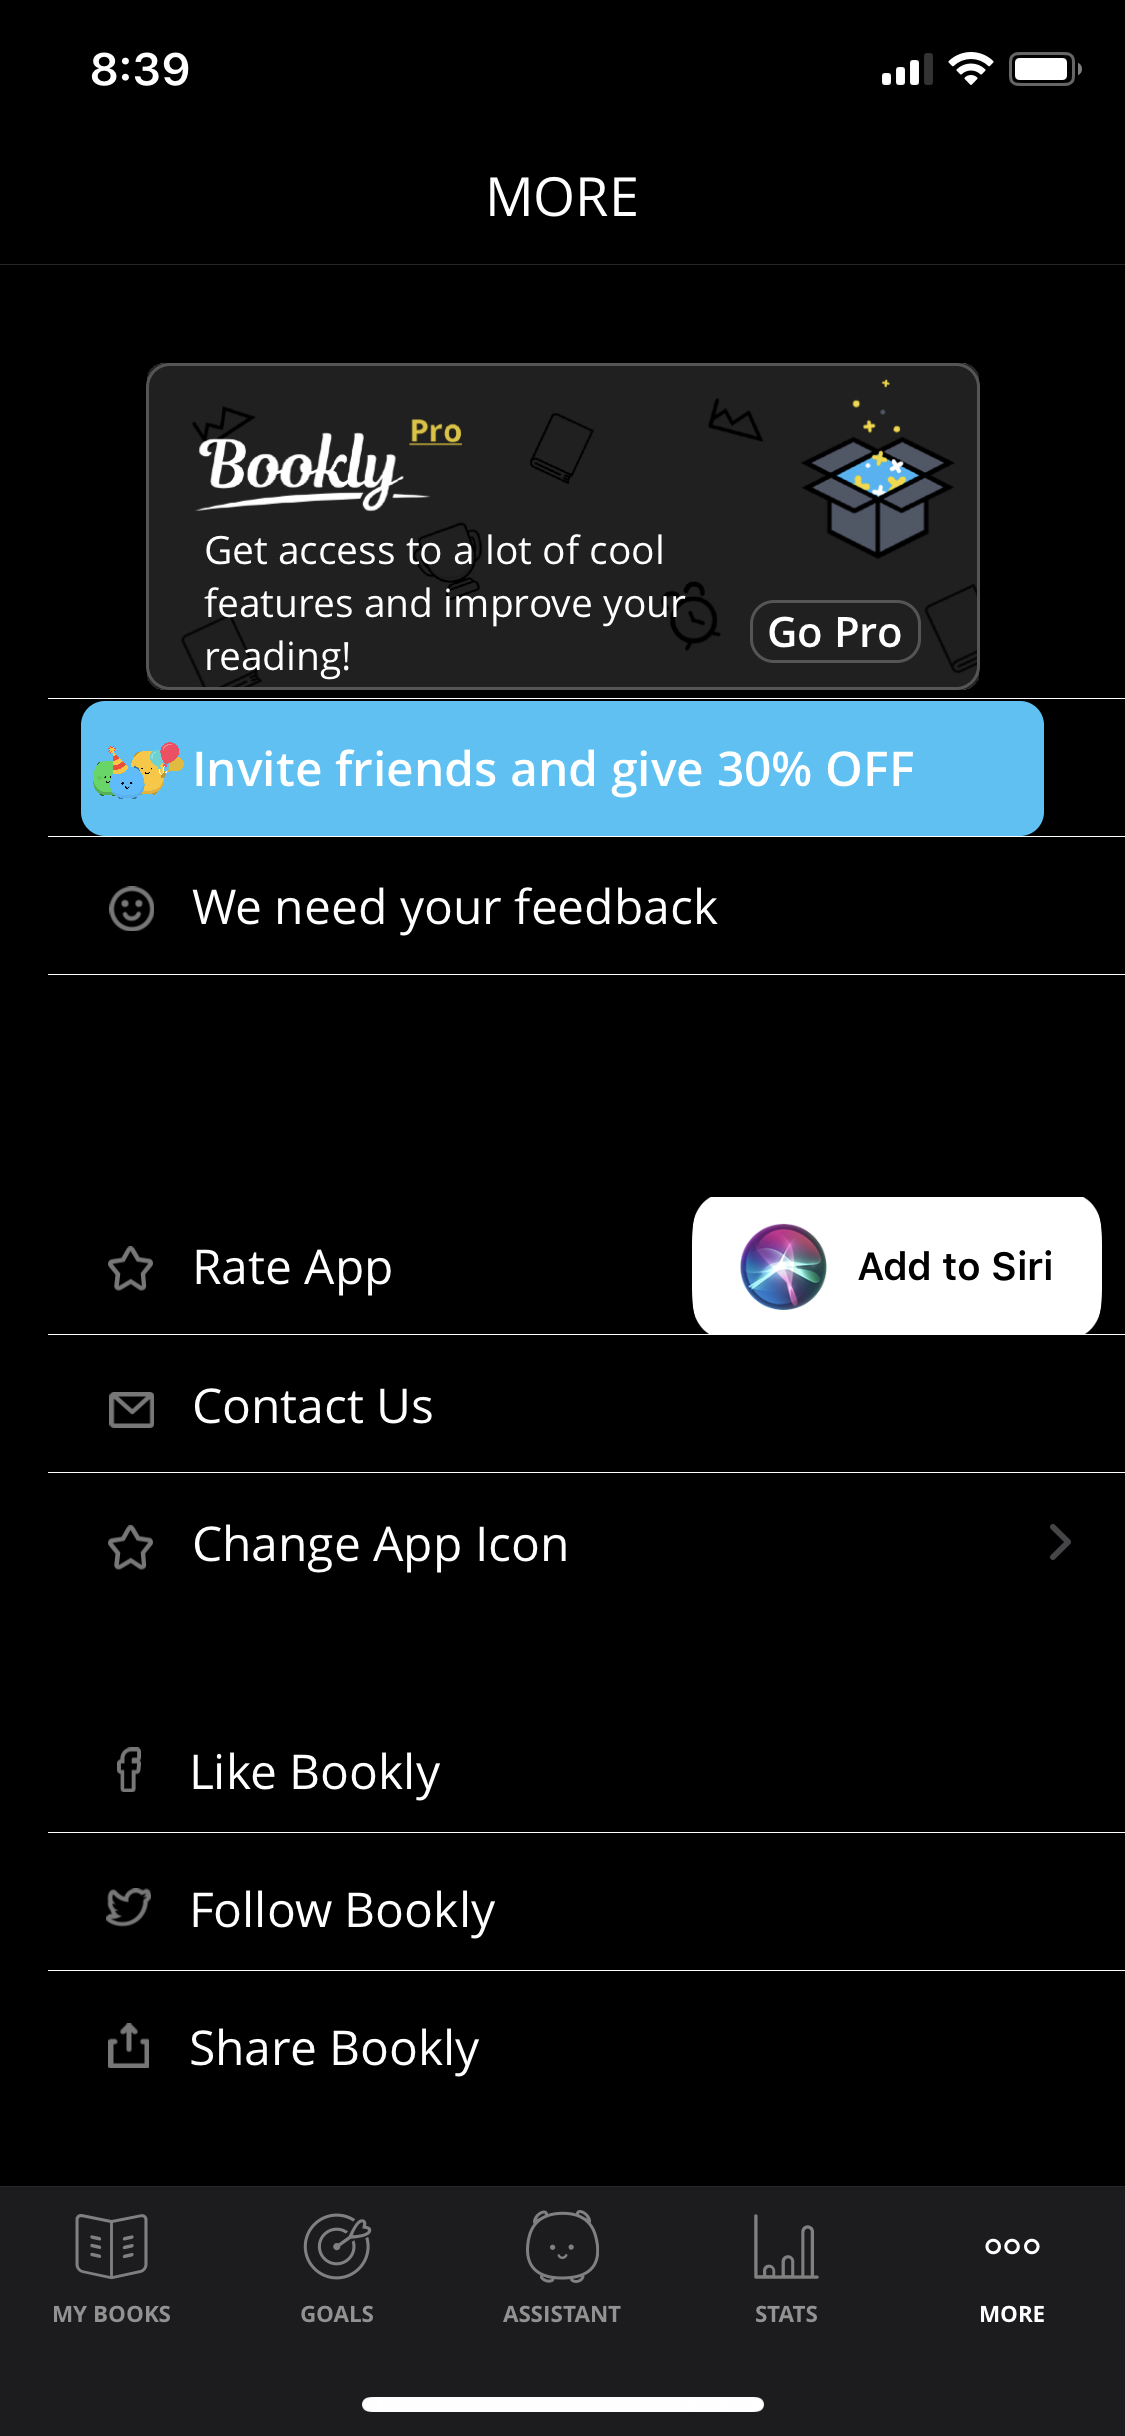 8:39
MORE
Bookly Pro
Get access to a lot of cool
features and improve your
reading!
Go Pro
Invite friends and give 30% OFF
We need your feedback
Rate App
Add to Siri
Contact Us
Change App Icon
Like Bookly
Follow Bookly
Share Bookly
MY BOOKS
GOALS
ASSISTANT
STATS
MORE